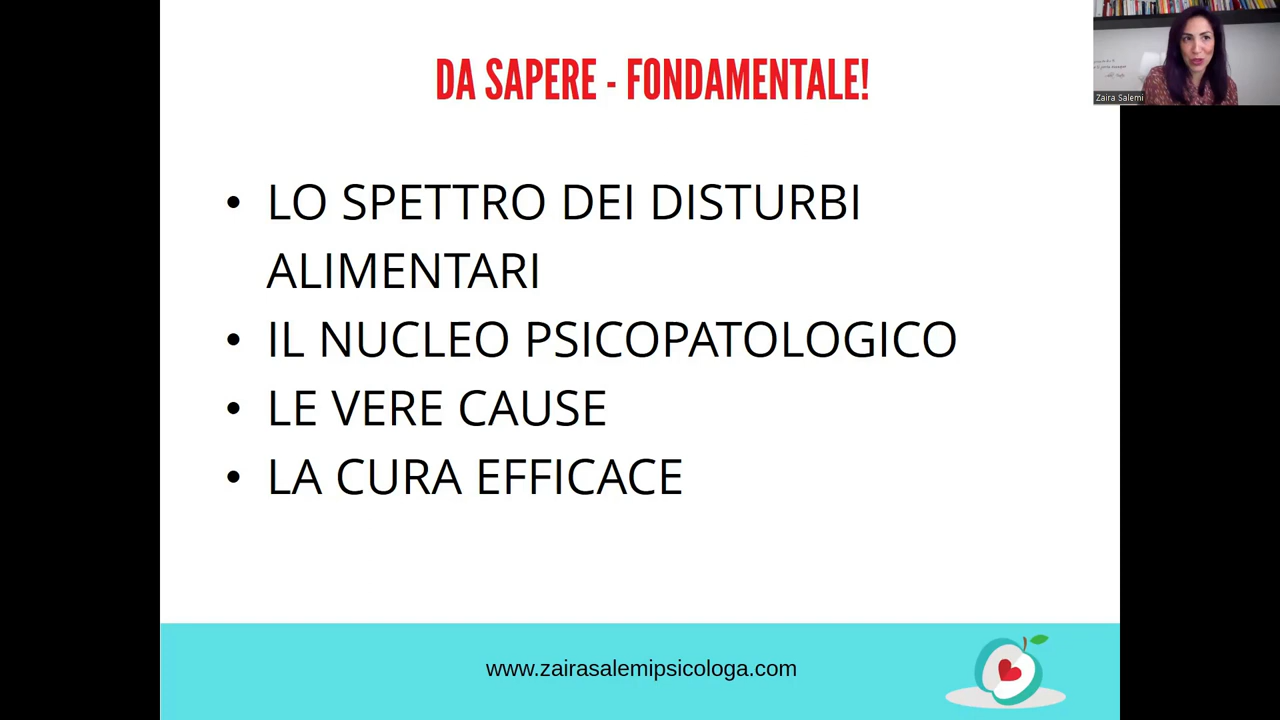 DA SAPERE - FONDAMENTALE!
Zaira Salemi
• LO SPETTRO DEI DISTURBI
ALIMENTARI
• IL NUCLEO PSICOPATOLOGICO
• LE VERE CAUSE
• LA CURA EFFICACE
www.zairasalemipsicologa.com